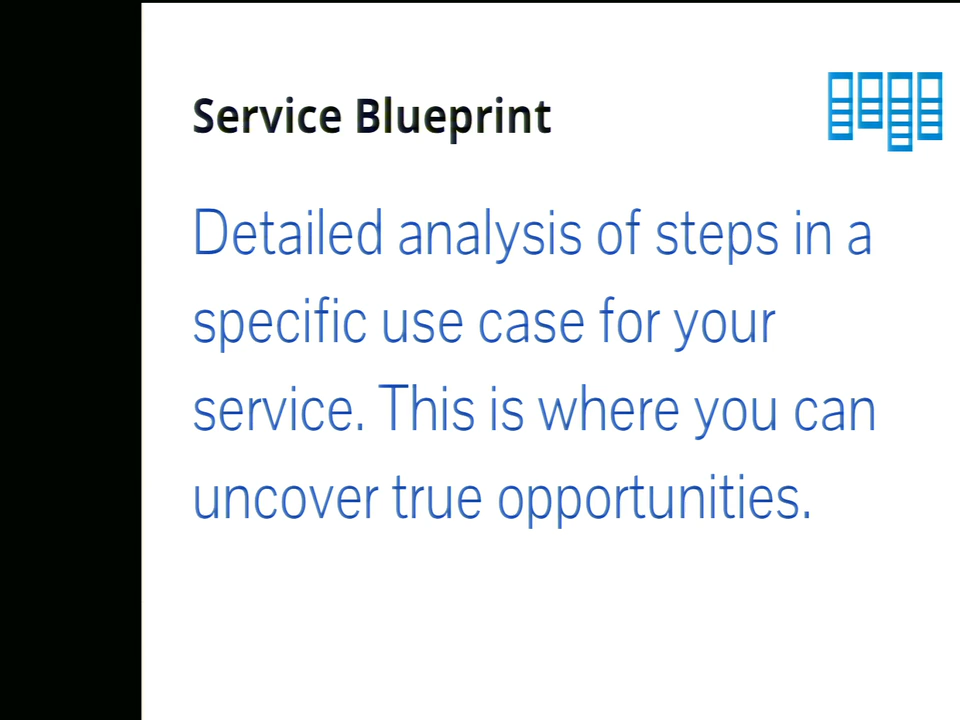 Service Blueprint
Detailed analysis of steps in a
specific use case for your
service. This is where you can
uncover true opportunities.